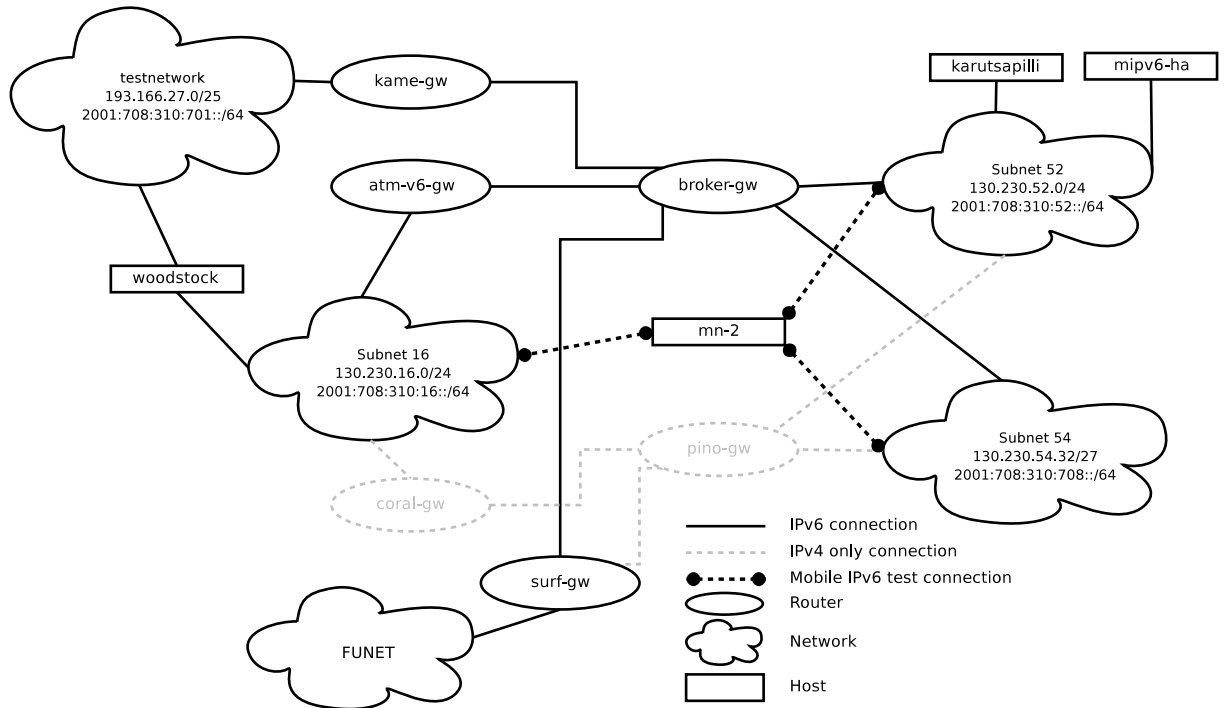 karutsapilli
mipv6-ha
testnetwork
193.166.27.0/25
2001:708:310:701::/64
kame-gw
atm-v6-gw
broker-gw
Subnet 52
130.230.52.0/24
2001:708:310:52::/64
woodstock
mn-2
Subnet 16
130.230.16.0/24
2001:708:310:16::/64
pino-gw
Subnet 54
130.230.54.32/27
2001:708:310:708::/64
coral-gw
surf-gw
FUNET
IPv6 connection
IPv4 only connection
Mobile IPv6 test connection
Router
Network
Host